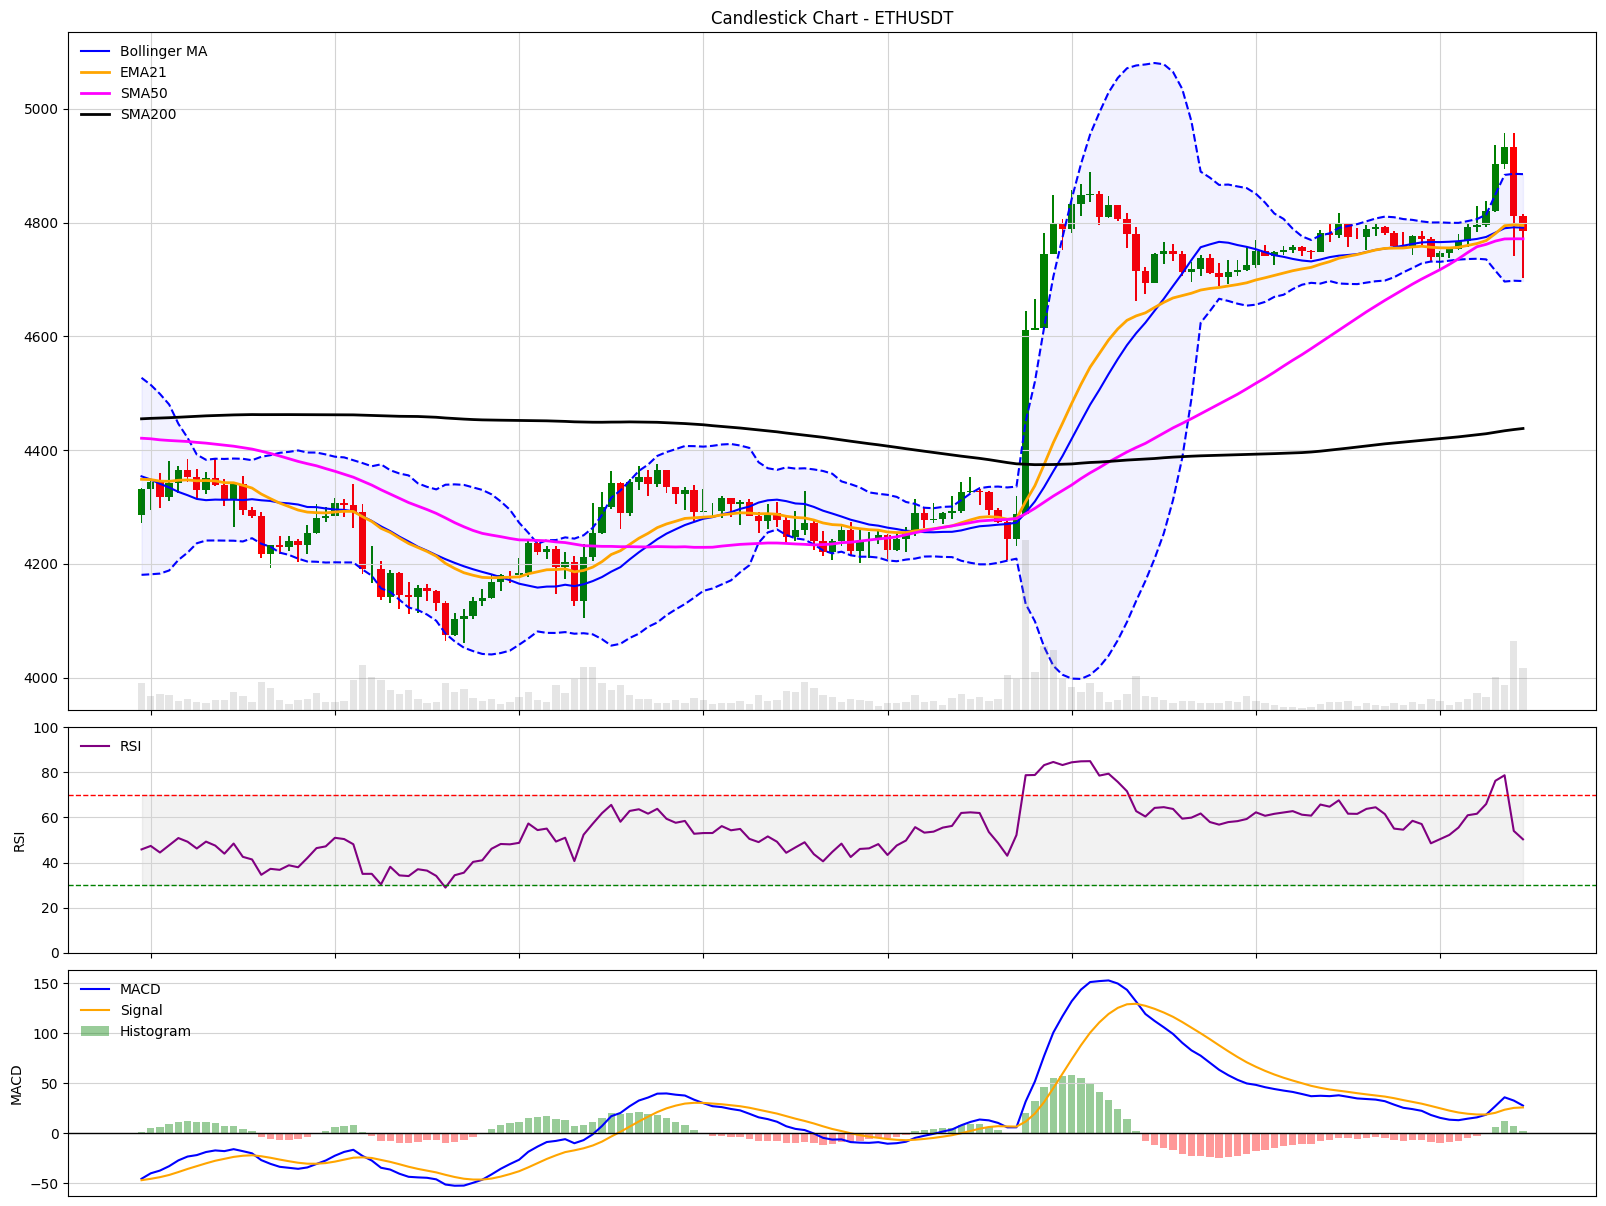 Candlestick Chart - ETHUSDT
Bollinger MA
EMA21
SMA50
SMA200
5000
4800
4600
4400
4200
4000
RSI
100
80
60
40
20
0
RSI
MACD
Signal
Histogram
150
100
50
0
−50
MACD